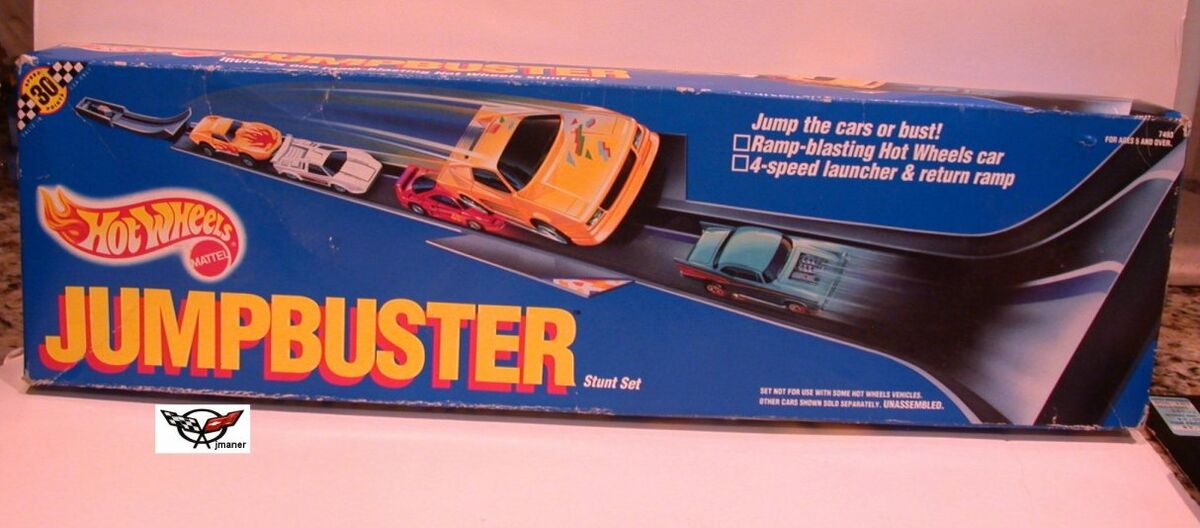 JUMPBUSTER
30
POINTS
Jump the cars or bust!
Ramp-blasting Hot Wheels car
4-speed launcher & return ramp
7493
FOR AGES 5 AND OVER.
HOT WHEELS
MATTEL
JUMPBUSTER
Stunt Set
SET NOT FOR USE WITH SOME HOT WHEELS VEHICLES.
OTHER CARS SHOWN SOLD SEPARATELY. UNASSEMBLED.
jmaner